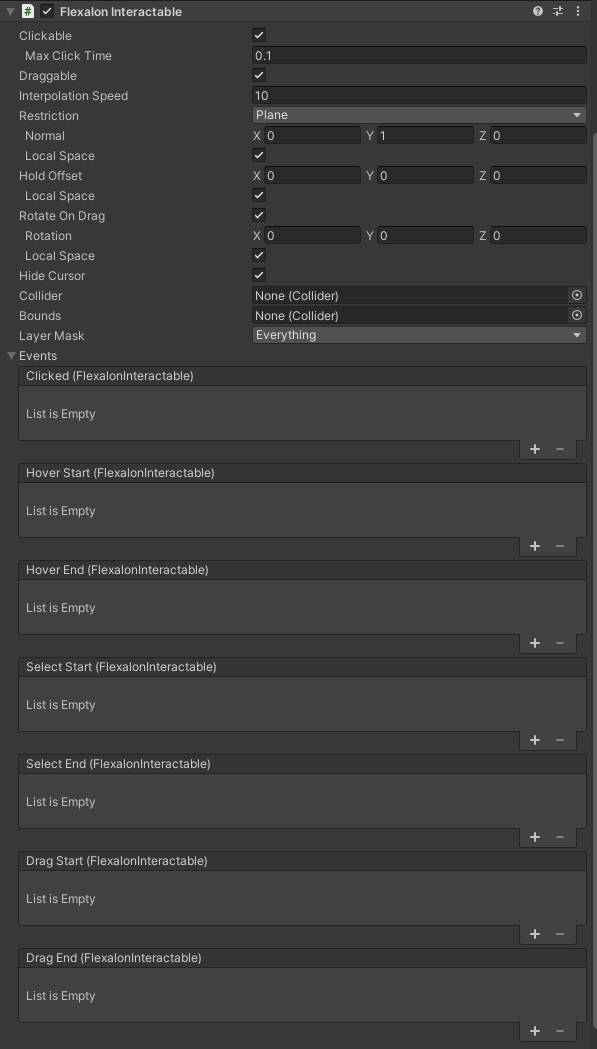 # Flexalon Interactable
Clickable
Max Click Time 0.1
Draggable
Interpolation Speed 10
Restriction Plane
Normal X 0 Y 1 Z 0
Local Space
Hold Offset X 0 Y 0 Z 0
Local Space
Rotate On Drag
Rotation X 0 Y 0 Z 0
Local Space
Hide Cursor
Collider None (Collider)
Bounds None (Collider)
Layer Mask Everything
Events
Clicked (FlexalonInteractable)
List is Empty
+ −
Hover Start (FlexalonInteractable)
List is Empty
+ −
Hover End (FlexalonInteractable)
List is Empty
+ −
Select Start (FlexalonInteractable)
List is Empty
+ −
Select End (FlexalonInteractable)
List is Empty
+ −
Drag Start (FlexalonInteractable)
List is Empty
+ −
Drag End (FlexalonInteractable)
List is Empty
+ −